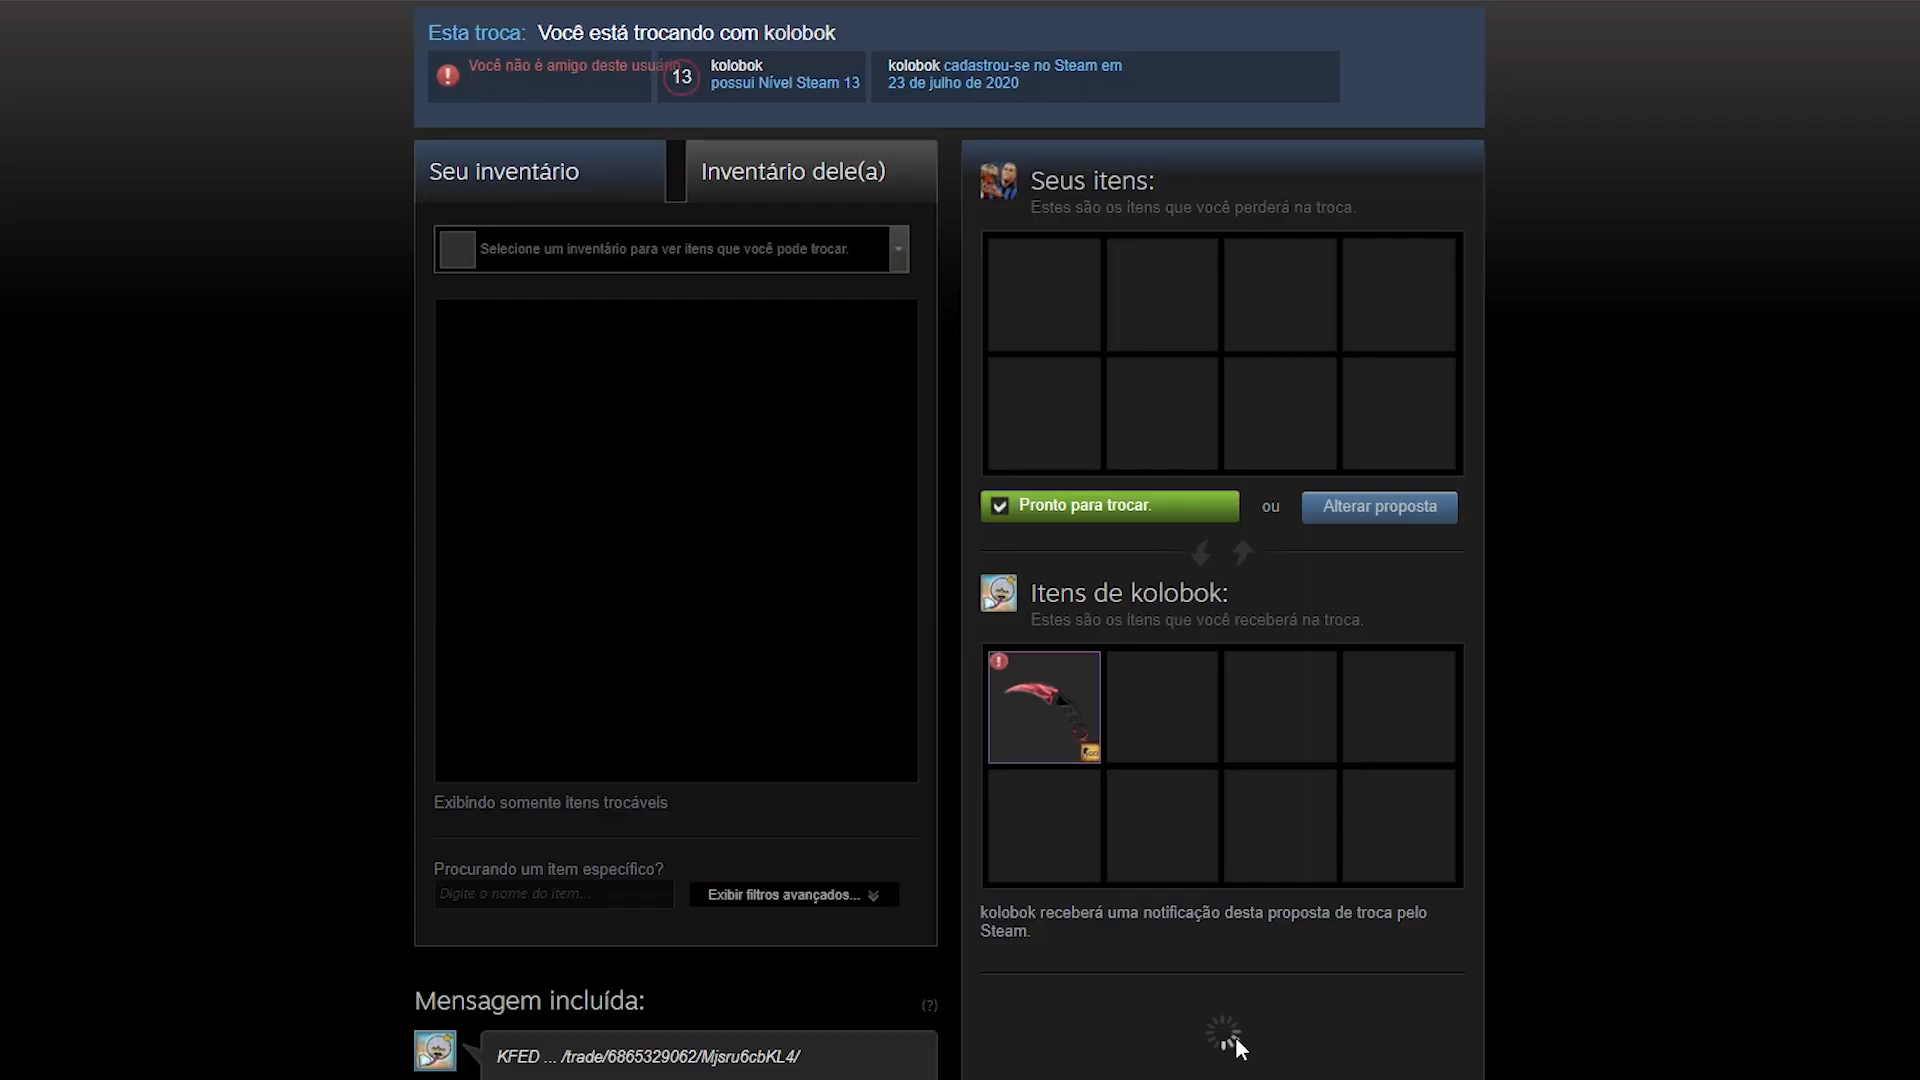 Esta troca: Você está trocando com kolobok
Você não é amigo deste usuário
13
kolobok
possui Nível Steam 13
kolobok cadastrou-se no Steam em
23 de julho de 2020
Seu inventário
Inventário dele(a)
Selecione um inventário para ver itens que você pode trocar.
Exibindo somente itens trocáveis
Procurando um item específico?
Digite o nome do item...
Exibir filtros avançados...
Mensagem incluída:
(?)
KFED ... /trade/6865329062/Mjsru6cbKL4/
Seus itens:
Estes são os itens que você perderá na troca.
Pronto para trocar.
ou
Alterar proposta
Itens de kolobok:
Estes são os itens que você receberá na troca.
kolobok receberá uma notificação desta proposta de troca pelo
Steam.